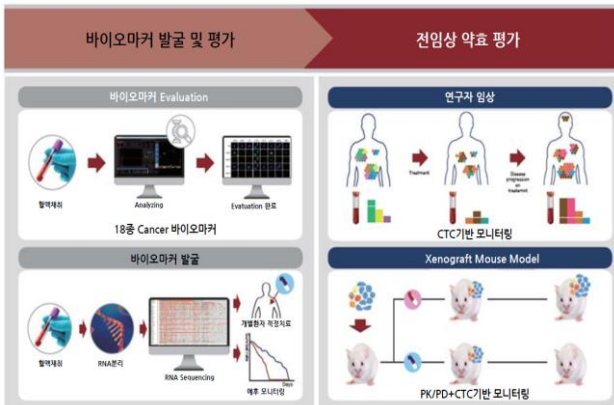 바이오마커 발굴 및 평가
전임상 약효 평가
바이오마커 Evaluation
혈액채취
Analyzing
Evaluation 완료
18종 Cancer 바이오마커
바이오마커 발굴
혈액채취
RNA분리
RNA Sequencing
개별환자 적정치료
예후 모니터링
Days
연구자 임상
Treatment
Disease
progression
on
treatment
CTC기반 모니터링
Xenograft Mouse Model
PK/PD+CTC기반 모니터링